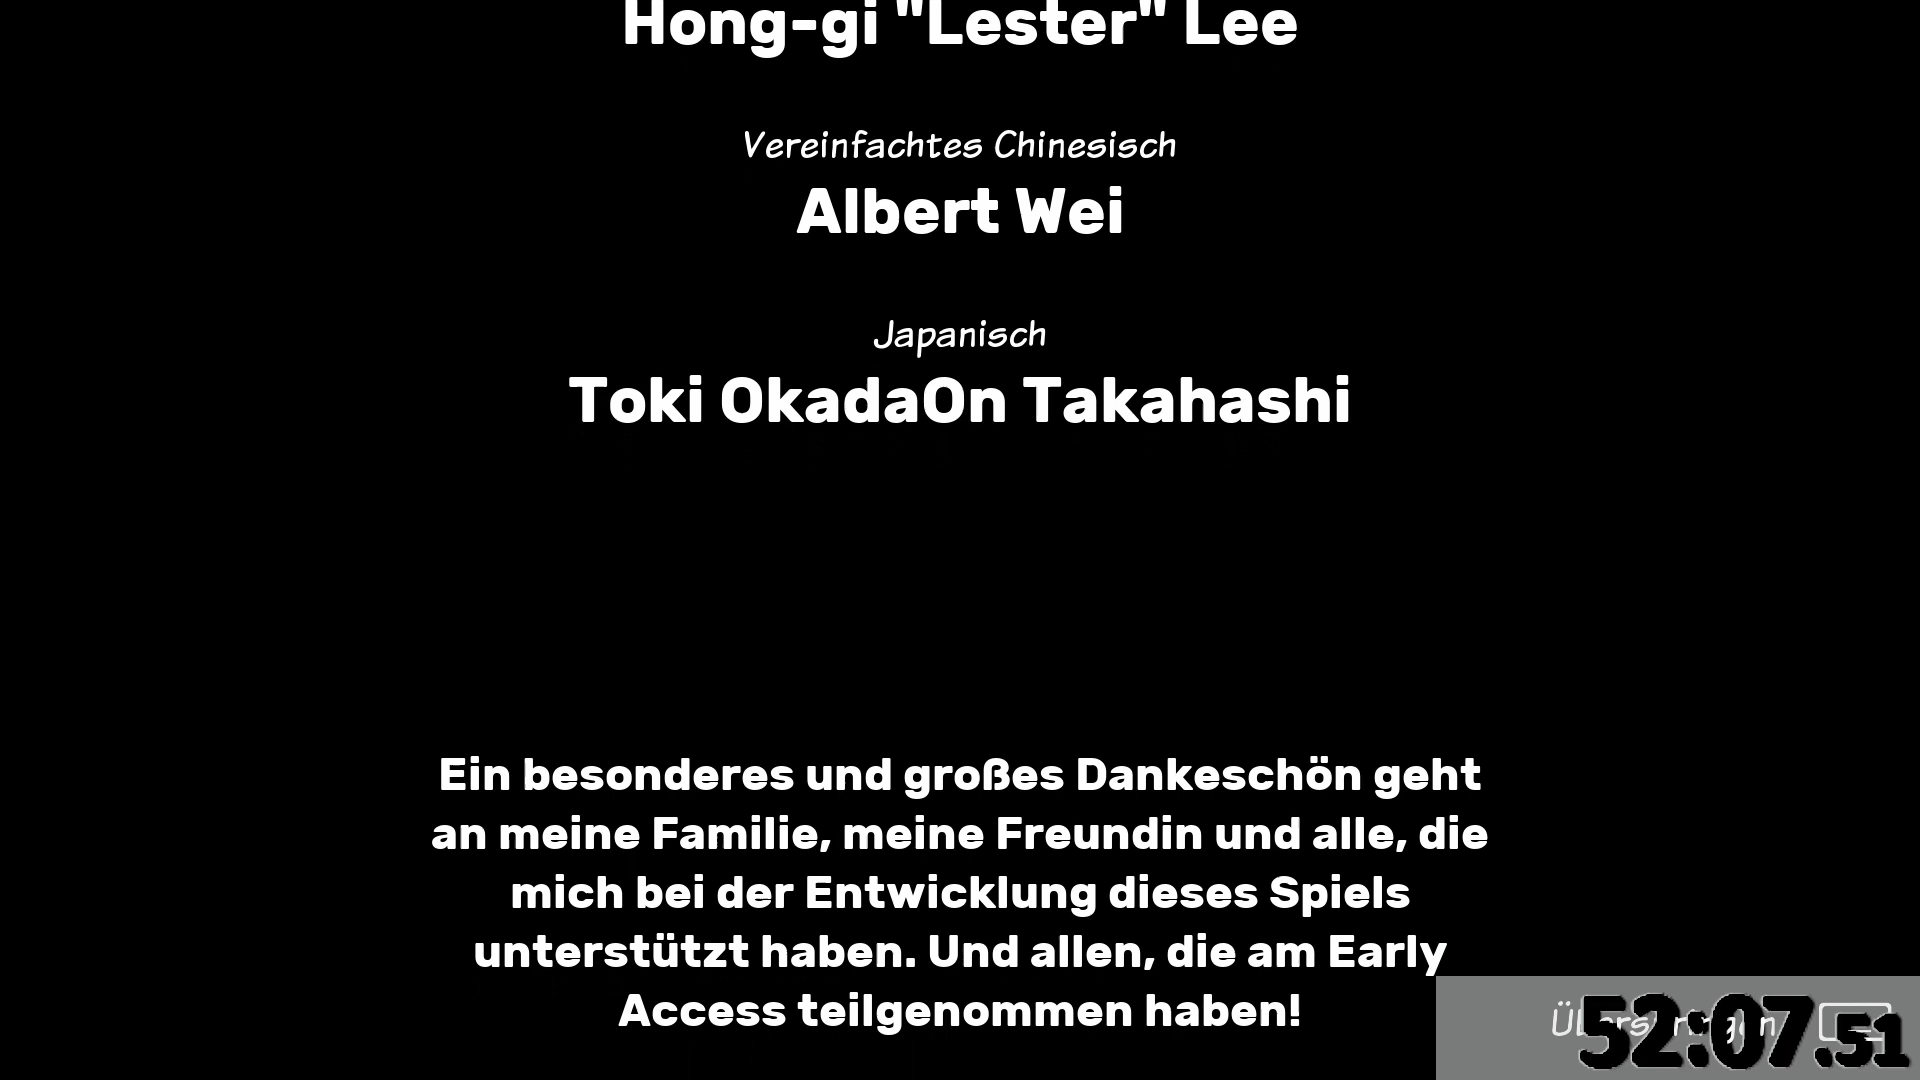 Hong-gi "Lester" Lee
Vereinfachtes Chinesisch
Albert Wei
Japanisch
Toki OkadaOn Takahashi
Ein besonderes und großes Dankeschön geht
an meine Familie, meine Freundin und alle, die
mich bei der Entwicklung dieses Spiels
unterstützt haben. Und allen, die am Early
Access teilgenommen haben!
Überspringen
52:07.51